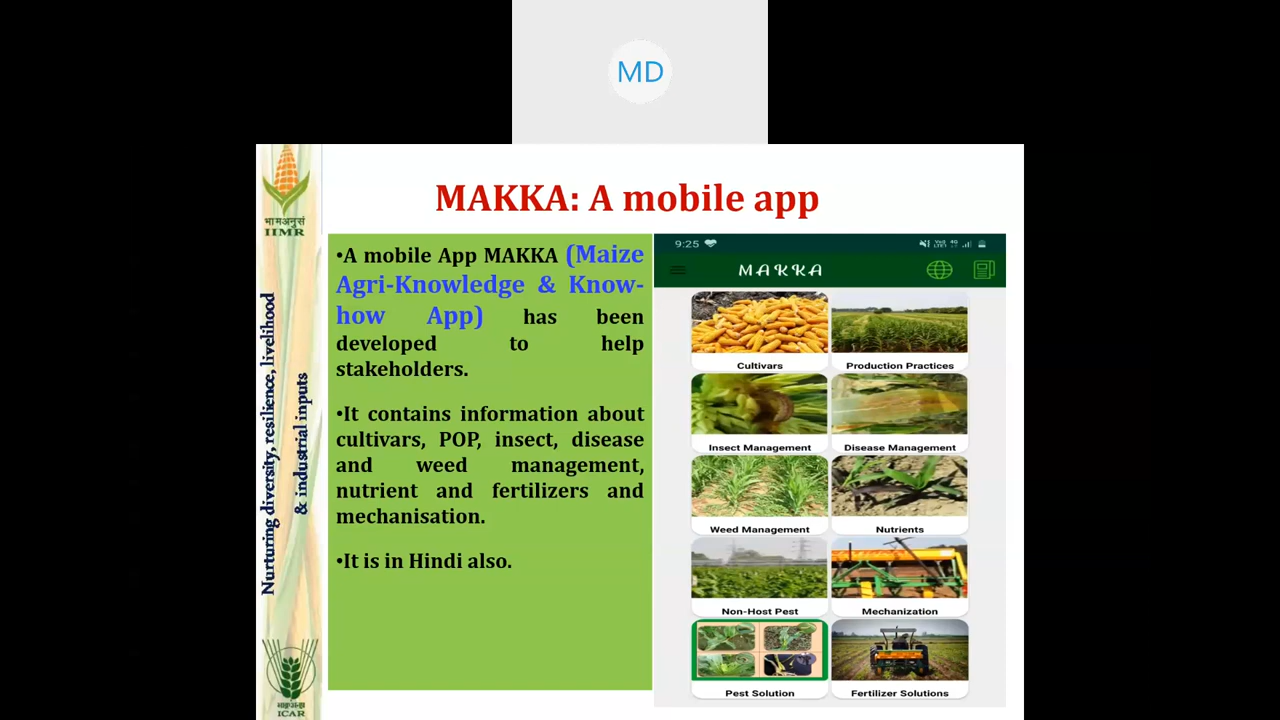 MD
भाभअनुसं
IIMR
MAKKA: A mobile app
•A mobile App MAKKA (Maize
Agri-Knowledge & Know-
how App) has been
developed to help
stakeholders.
•It contains information about
cultivars, POP, insect, disease
and weed management,
nutrient and fertilizers and
mechanisation.
•It is in Hindi also.
Nurturing diversity, resilience, livelihood
& industrial inputs
ICAR
9:25
MAKKA
Cultivars
Production Practices
Insect Management
Disease Management
Weed Management
Nutrients
Non-Host Pest
Mechanization
Pest Solution
Fertilizer Solutions